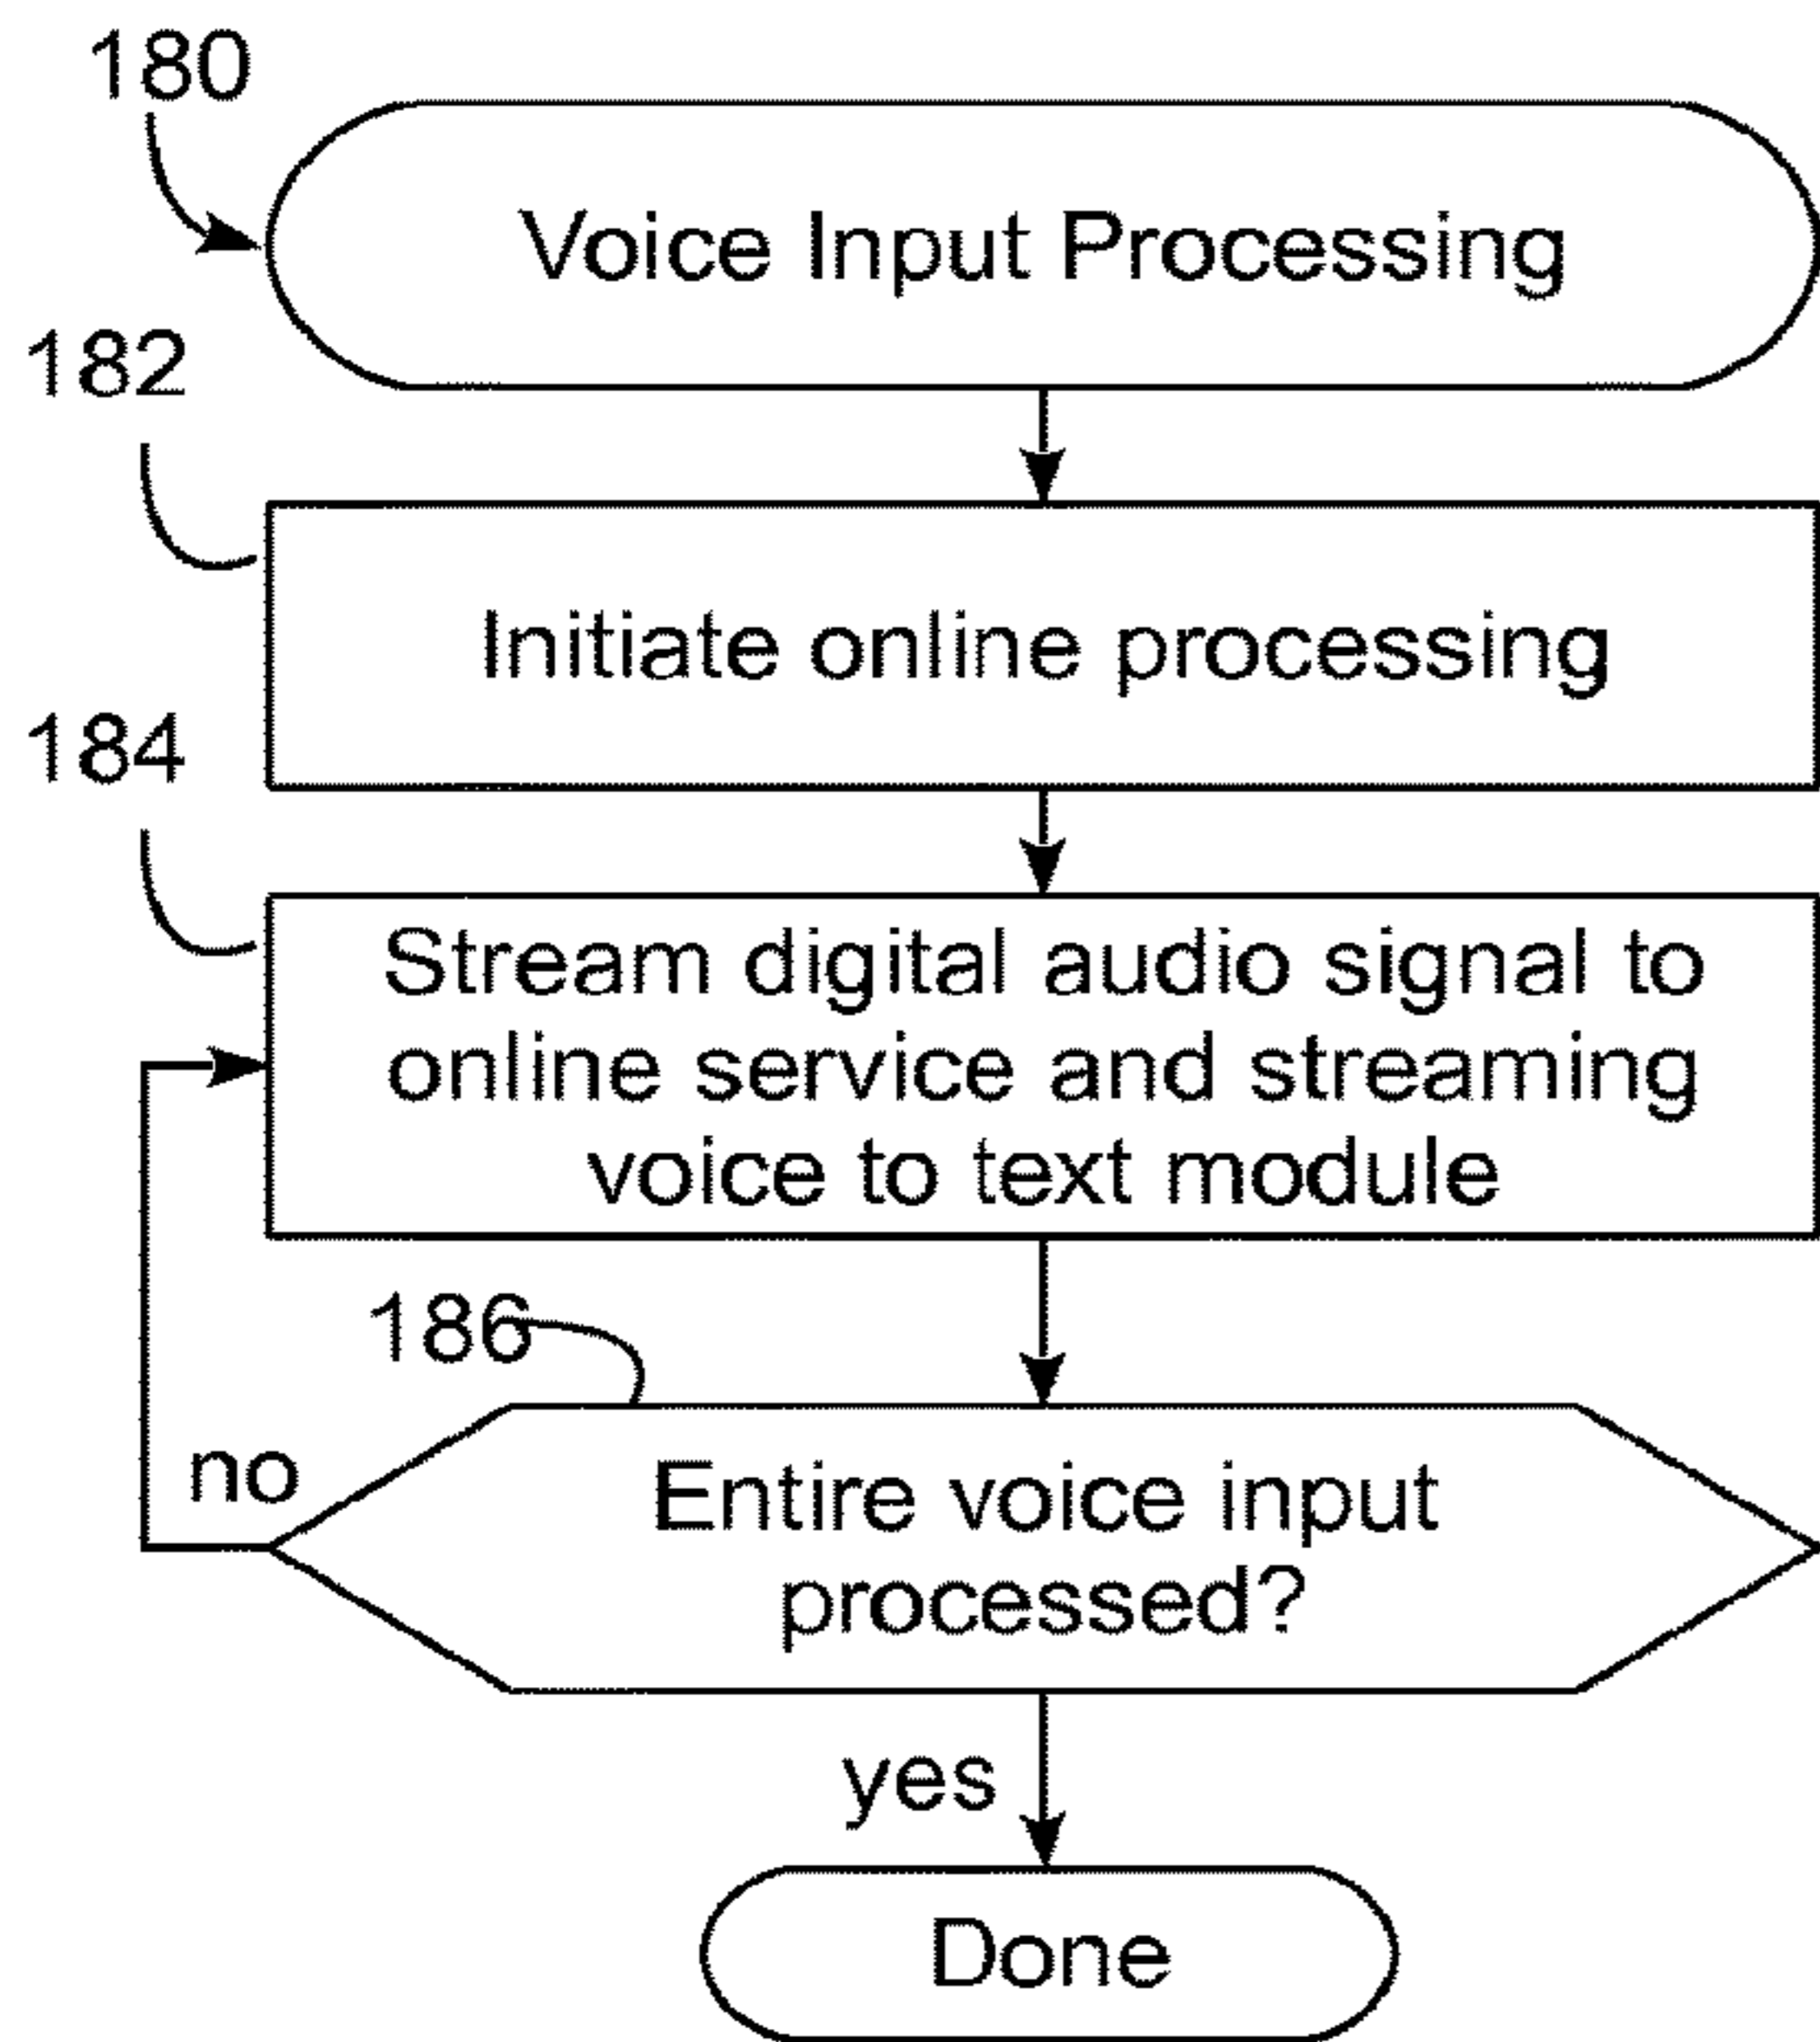 180
Voice Input Processing
182
Initiate online processing
184
Stream digital audio signal to
online service and streaming
voice to text module
186
no
Entire voice input
processed?
yes
Done